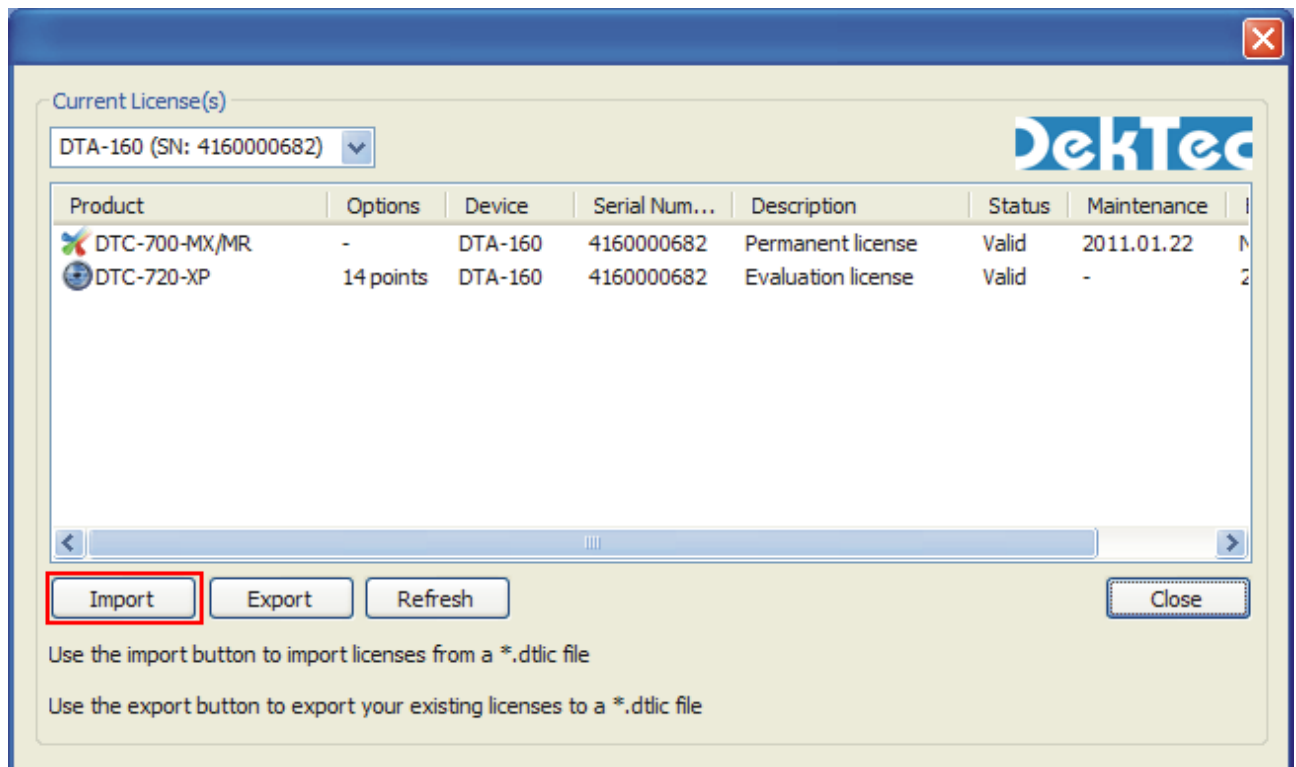 Current License(s)
DTA-160 (SN: 4160000682)
DekTec
Product Options Device Serial Num... Description Status Maintenance
DTC-700-MX/MR - DTA-160 4160000682 Permanent license Valid 2011.01.22
DTC-720-XP 14 points DTA-160 4160000682 Evaluation license Valid -
Import Export Refresh Close
Use the import button to import licenses from a *.dtlic file
Use the export button to export your existing licenses to a *.dtlic file